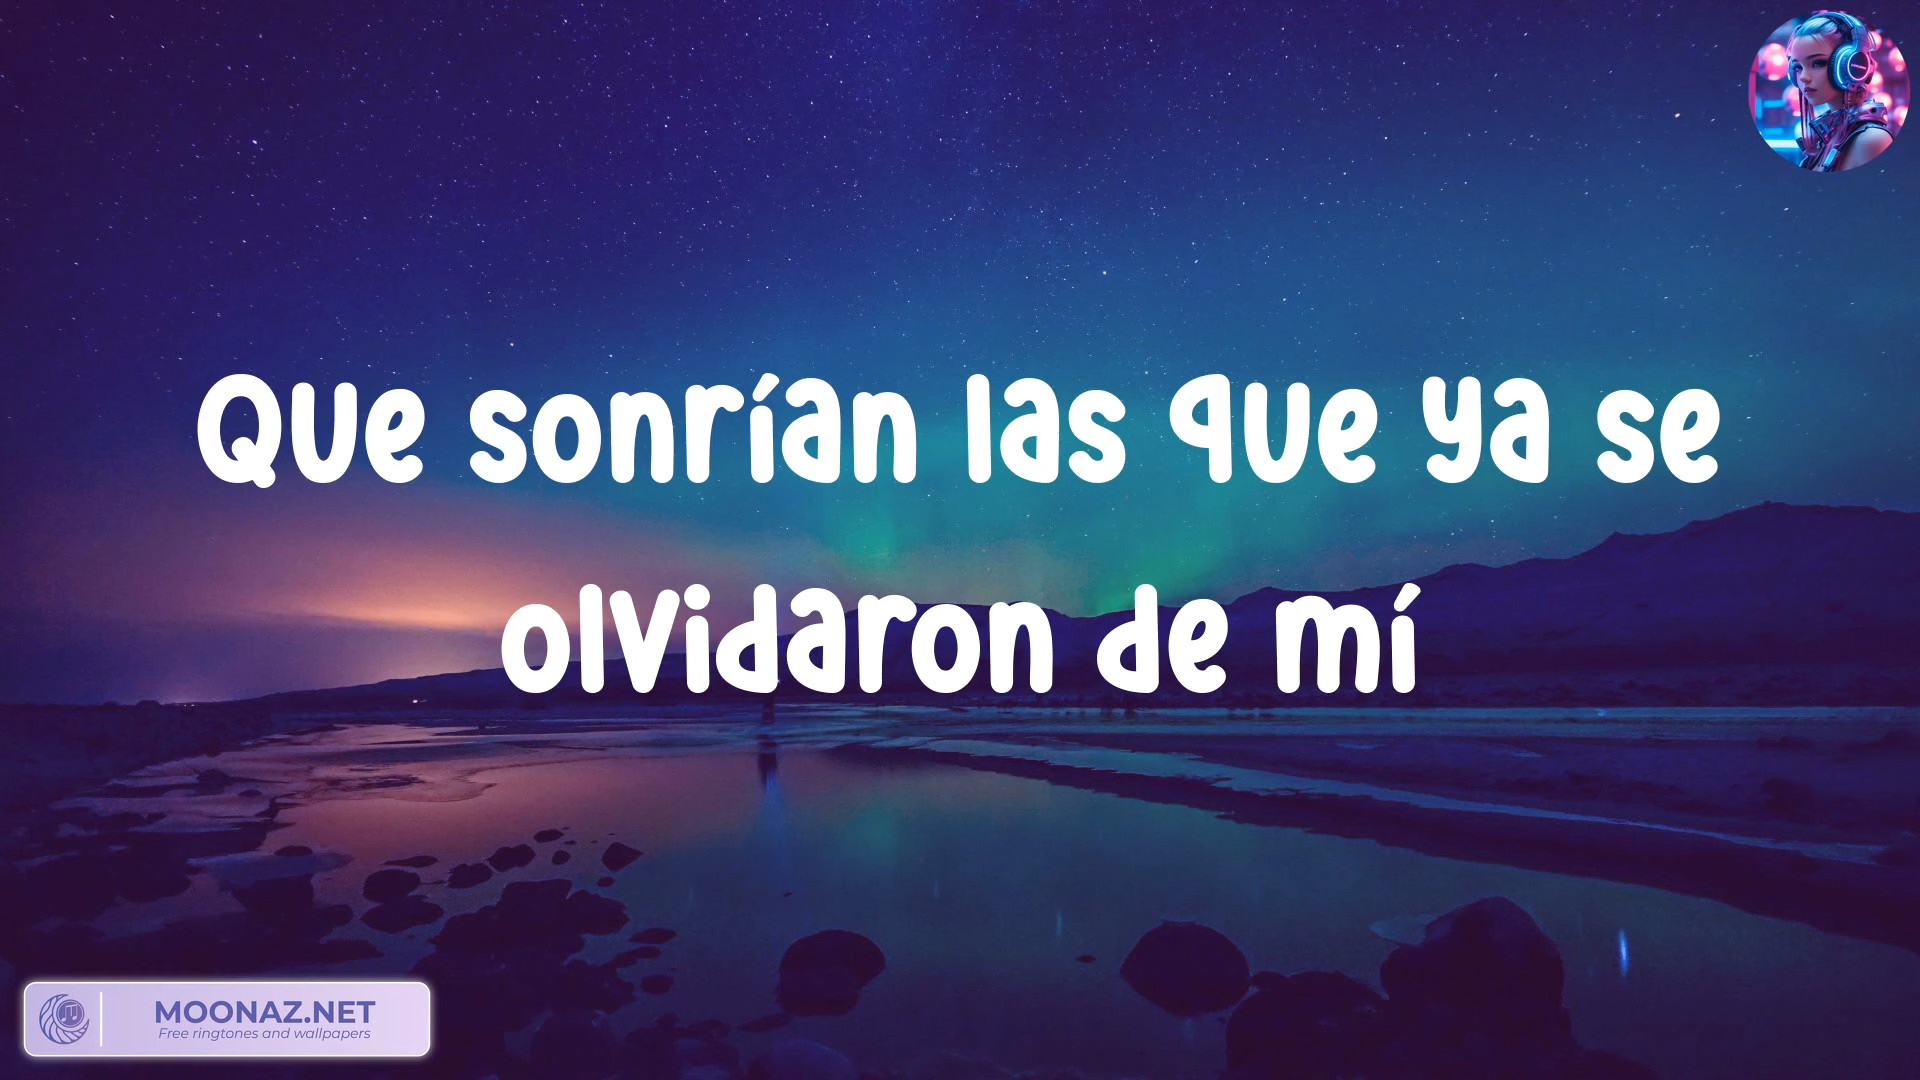 Que sonrían las que ya se
olvidaron de mí
MOONAZ.NET
Free ringtones and wallpapers